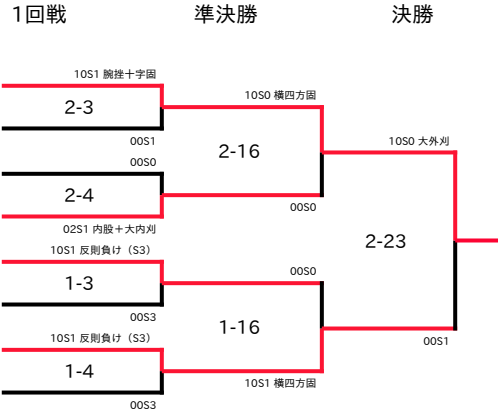 1回戦 準決勝 決勝
10S1 腕挫十字固
2-3
00S1
00S0
2-4
02S1 内股＋大内刈
10S1 反則負け（S3）
1-3
00S3
10S1 反則負け（S3）
1-4
00S3
10S0 横四方固
2-16
00S0
00S0
1-16
10S1 横四方固
10S0 大外刈
2-23
00S1